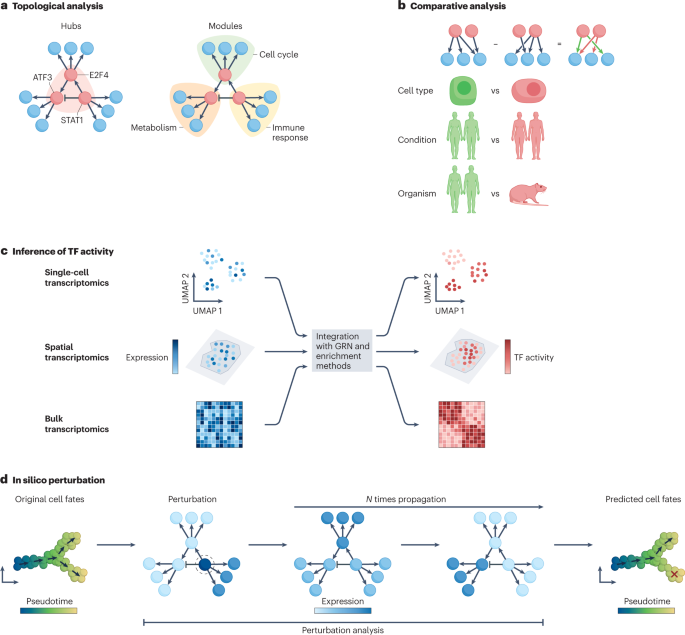 a Topological analysis
Hubs
Modules
ATF3
E2F4
STAT1
Cell cycle
Metabolism
Immune
response
b Comparative analysis
– =
Cell type
vs
Condition
vs
Organism
vs
c Inference of TF activity
Single-cell
transcriptomics
UMAP 2
UMAP 1
UMAP 2
UMAP 1
Spatial
transcriptomics
Expression
Integration
with GRN and
enrichment
methods
TF activity
Bulk
transcriptomics
d In silico perturbation
Original cell fates
Perturbation
N times propagation
Predicted cell fates
Pseudotime
Expression
Pseudotime
Perturbation analysis